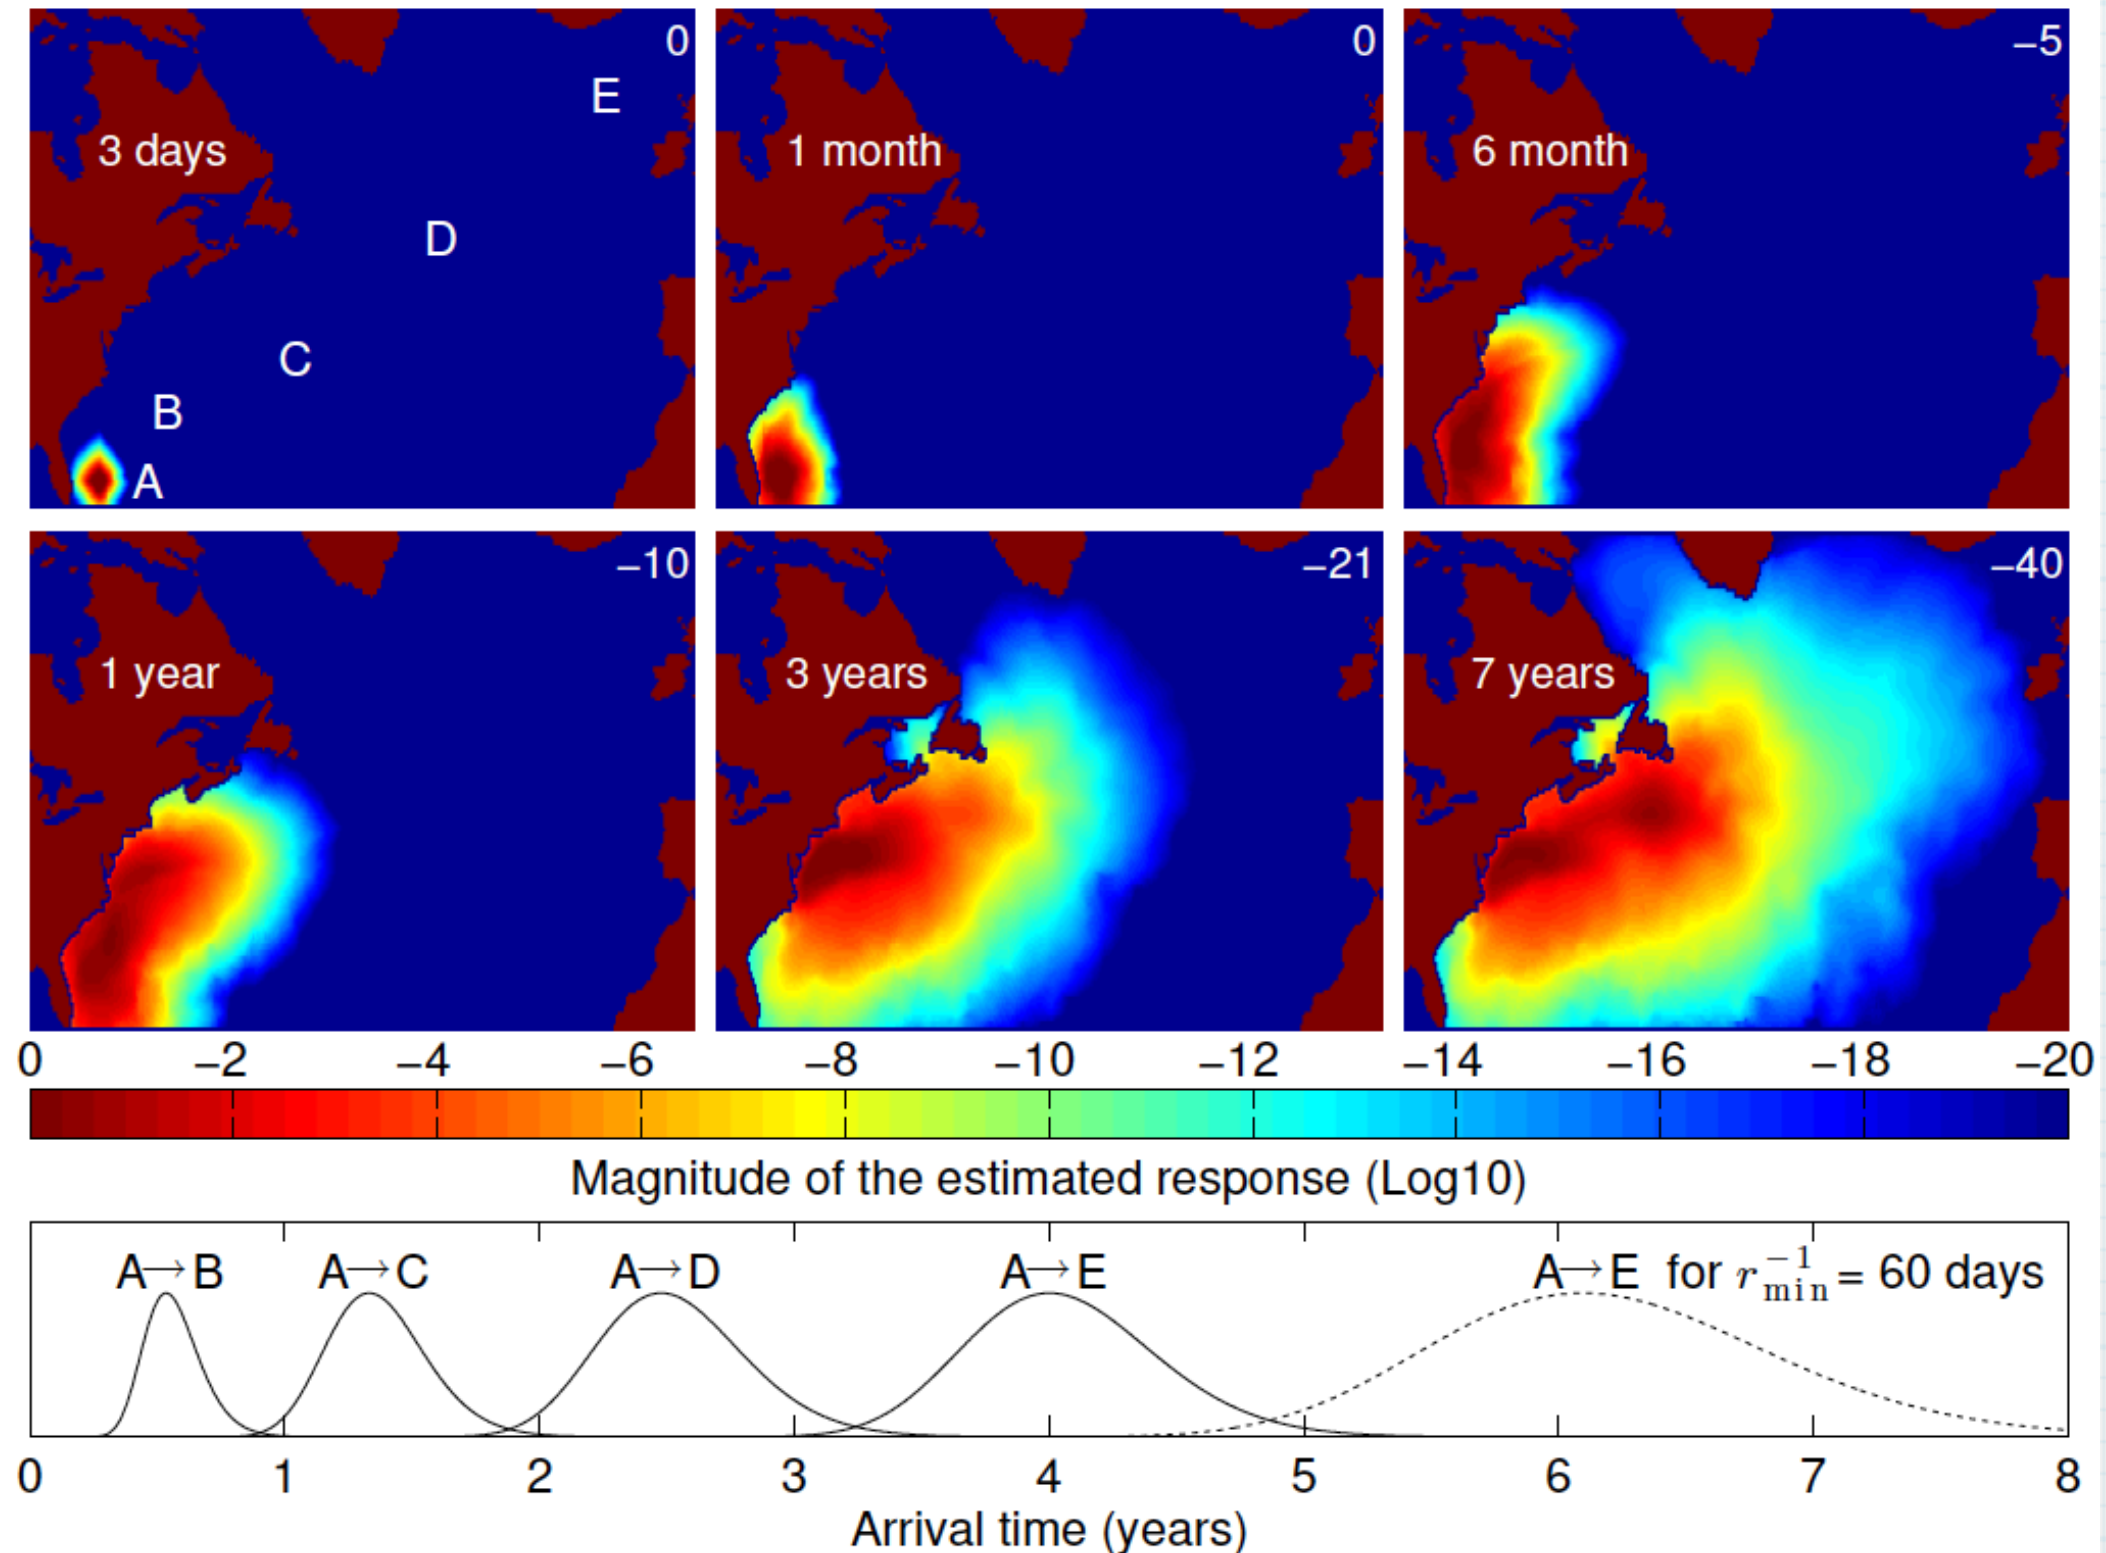 0
E
3 days
D
C
B
A
0
1 month
−5
6 month
−10
1 year
−21
3 years
−40
7 years
0 −2 −4 −6 −8 −10 −12 −14 −16 −18 −20
Magnitude of the estimated response (Log10)
A→B A→C A→D A→E A→E for r_min^−1 = 60 days
0 1 2 3 4 5 6 7 8
Arrival time (years)